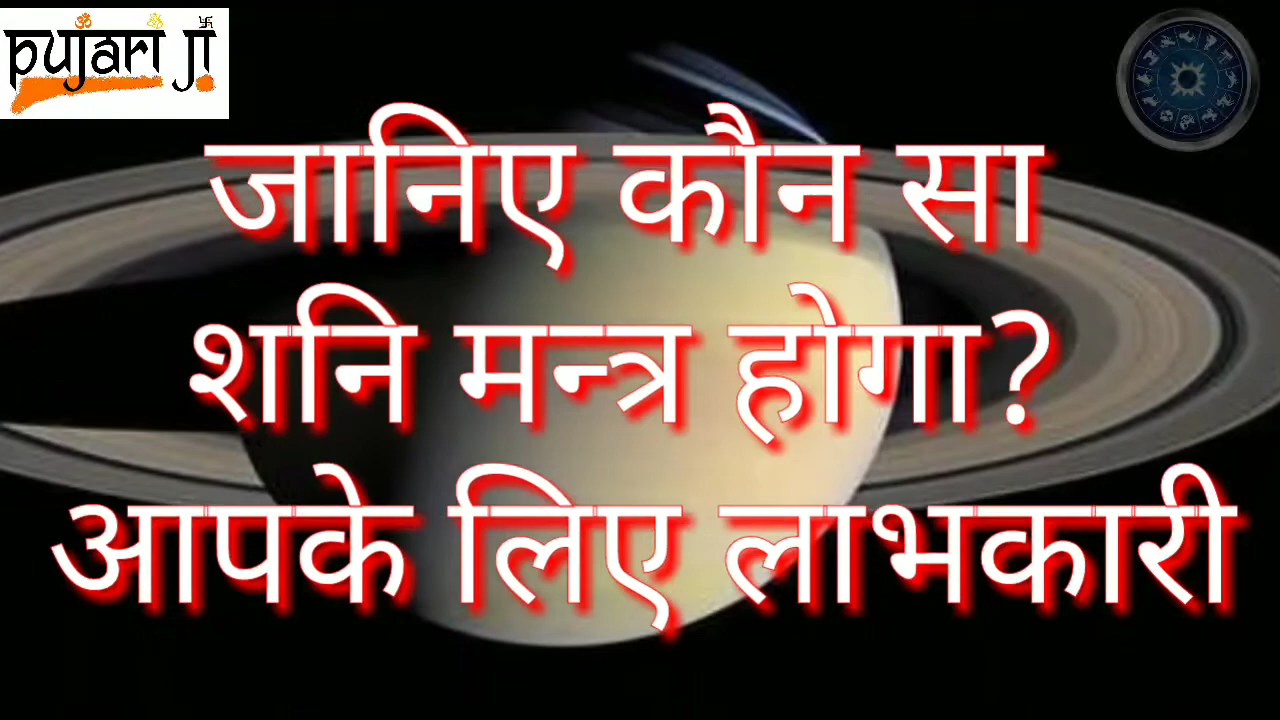 pujari ji
जानिए कौन सा
शनि मन्त्र होगा?
आपके लिए लाभकारी